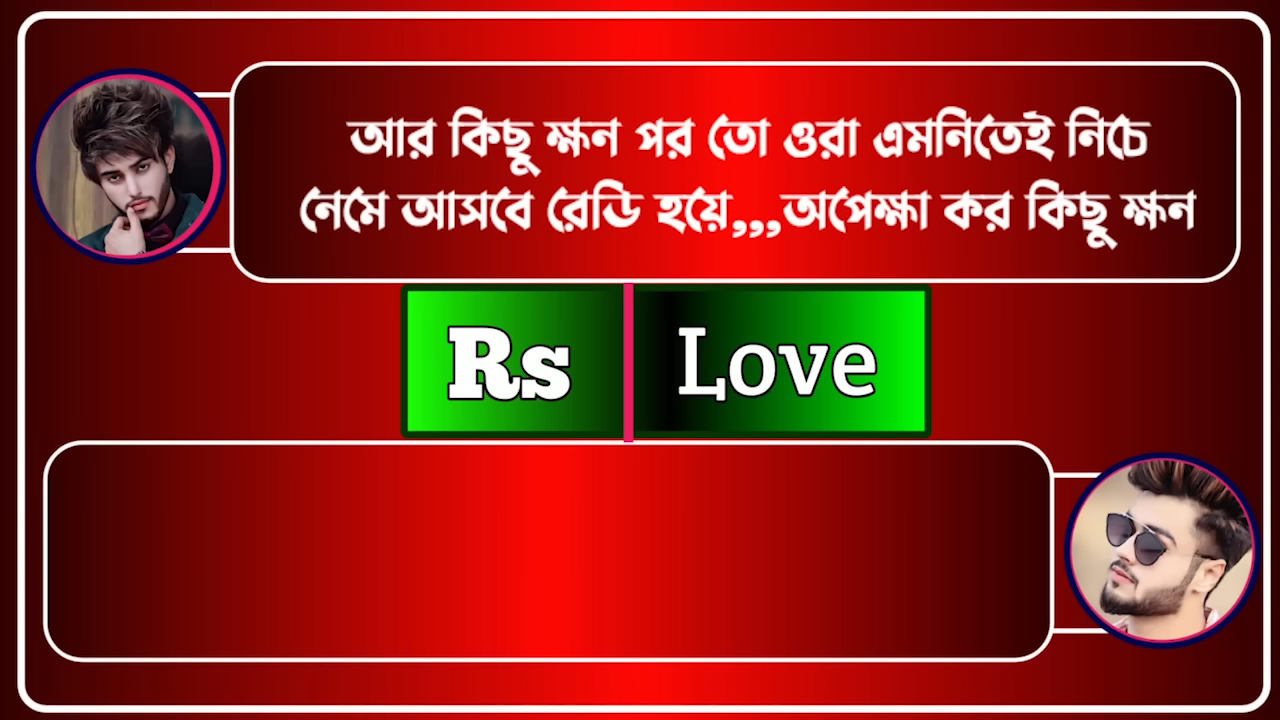 আর কিছু ক্ষন পর তো ওরা এমনিতেই নিচে
নেমে আসবে রেডি হয়ে,,,অপেক্ষা কর কিছু ক্ষন
Rs Love